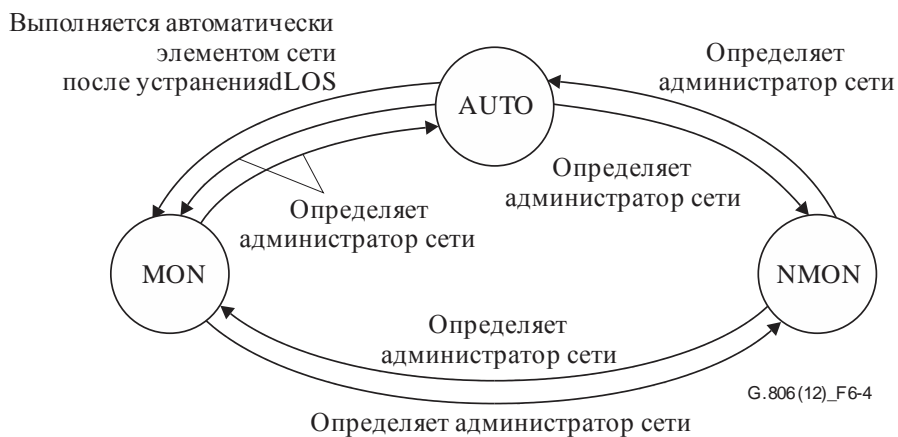 Выполняется автоматически
элементом сети
после устраненияdLOS
Определяет
администратор сети
AUTO
Определяет
администратор сети
Определяет
администратор сети
MON
NMON
Определяет
администратор сети
G.806(12)_F6-4
Определяет администратор сети